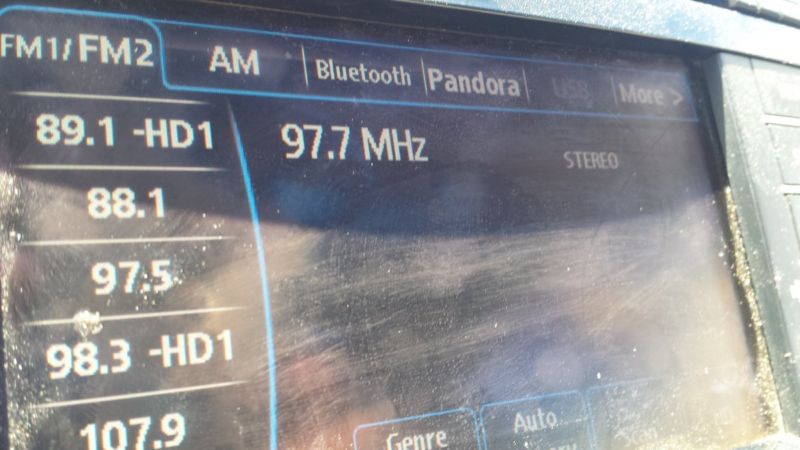 FM1/FM2 AM Bluetooth Pandora USB More >
89.1 -HD1
97.7 MHz
STEREO
88.1
97.5
98.3 -HD1
107.9
Genre
Auto
Scan